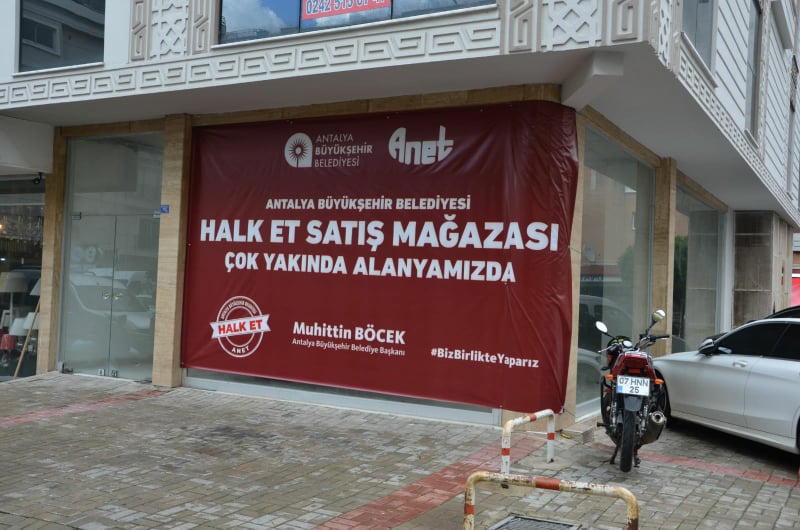 ANTALYA
BÜYÜKŞEHİR
BELEDİYESİ
Anet
ANTALYA BÜYÜKŞEHİR BELEDİYESİ
HALK ET SATIŞ MAĞAZASI
ÇOK YAKINDA ALANYAMIZDA
HALK ET
ANET
Muhittin BÖCEK
Antalya Büyükşehir Belediye Başkanı
#BizBirlikteYaparız
07 HNN
25